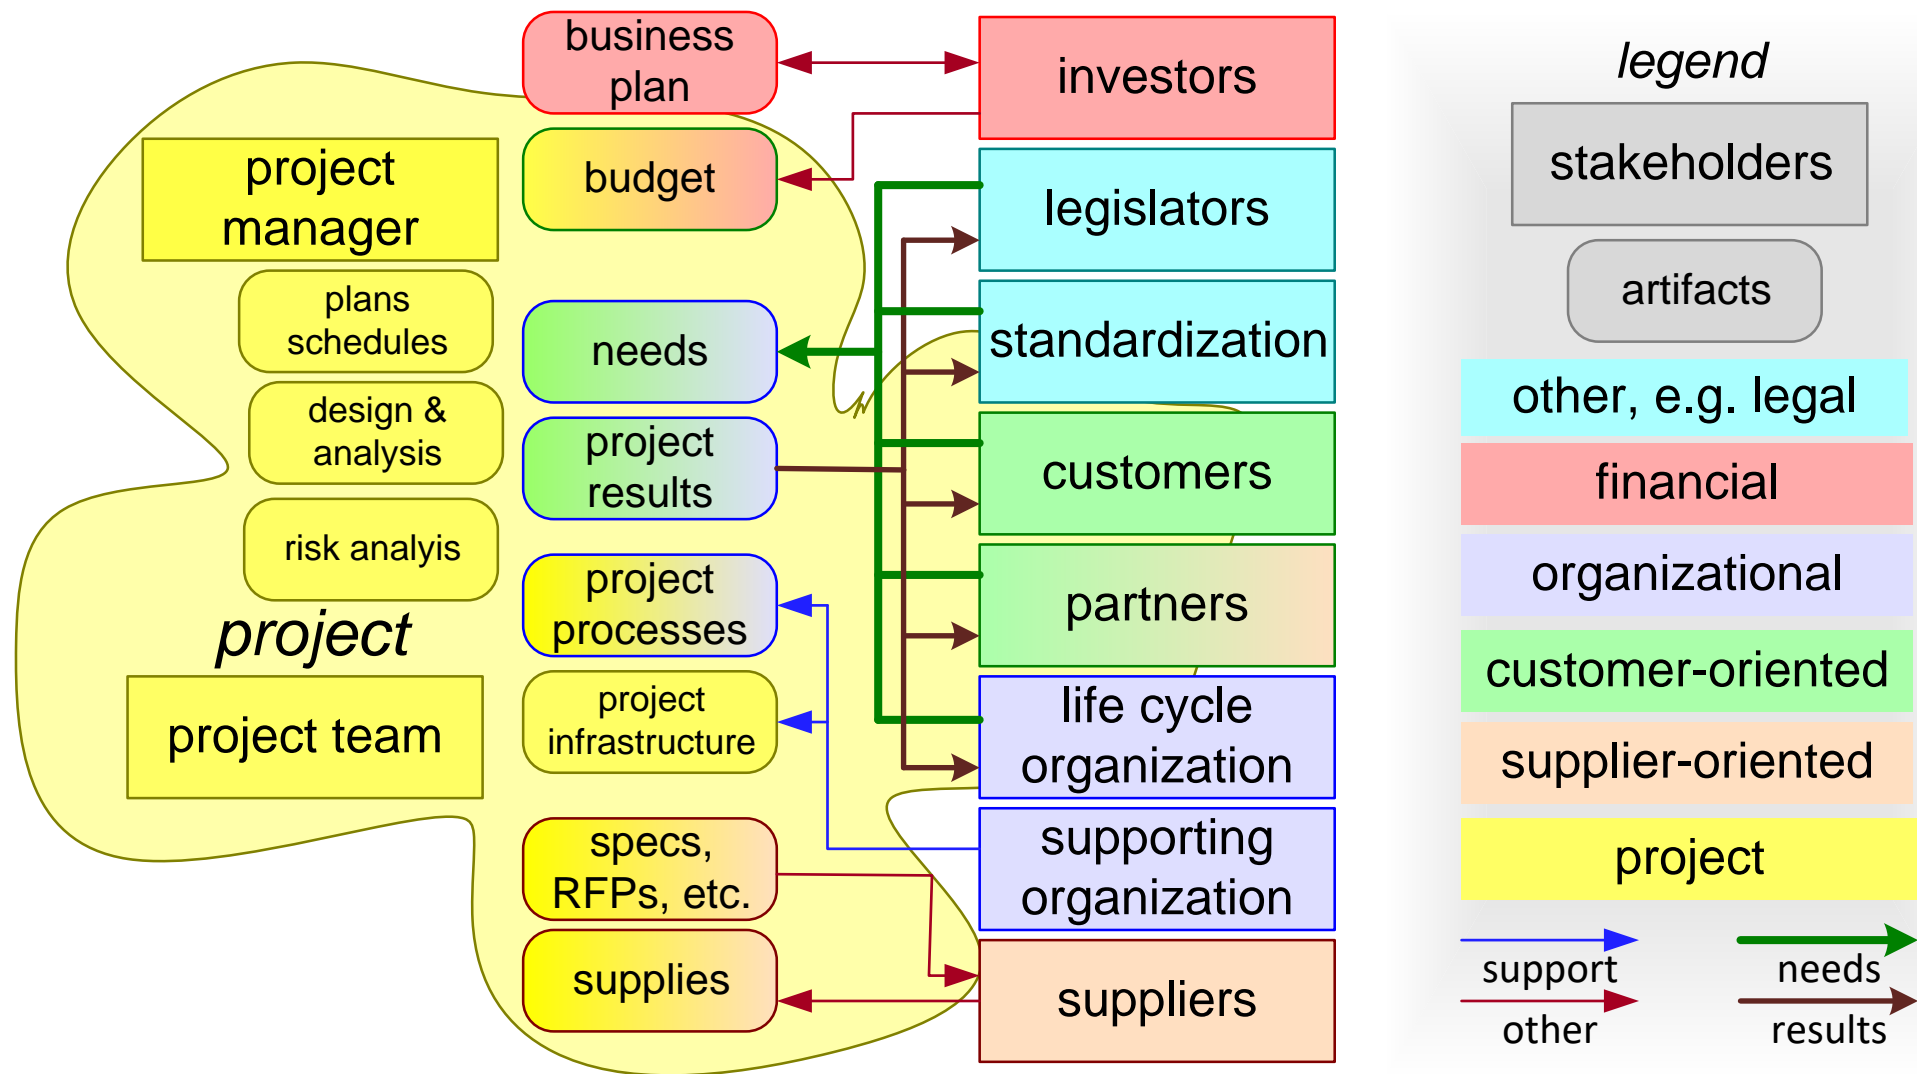 business
plan
budget
project
manager
plans
schedules
design &
analysis
risk analyis
project
project team
needs
project
results
project
processes
project
infrastructure
specs,
RFPs, etc.
supplies
investors
legislators
standardization
customers
partners
life cycle
organization
supporting
organization
suppliers
legend
stakeholders
artifacts
other, e.g. legal
financial
organizational
customer-oriented
supplier-oriented
project
support
needs
other
results